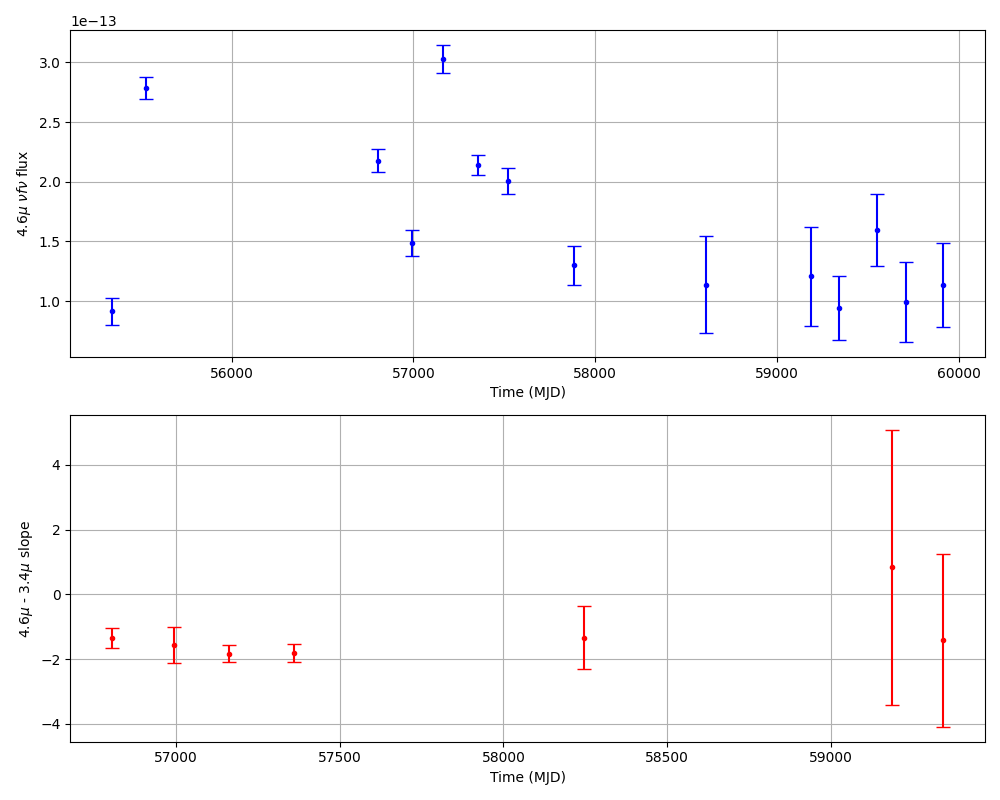 1e−13
4.6μ νfν flux
3.0
2.5
2.0
1.5
1.0
56000 57000 58000 59000 60000
Time (MJD)
4.6μ - 3.4μ slope
4
2
0
−2
−4
57000 57500 58000 58500 59000
Time (MJD)